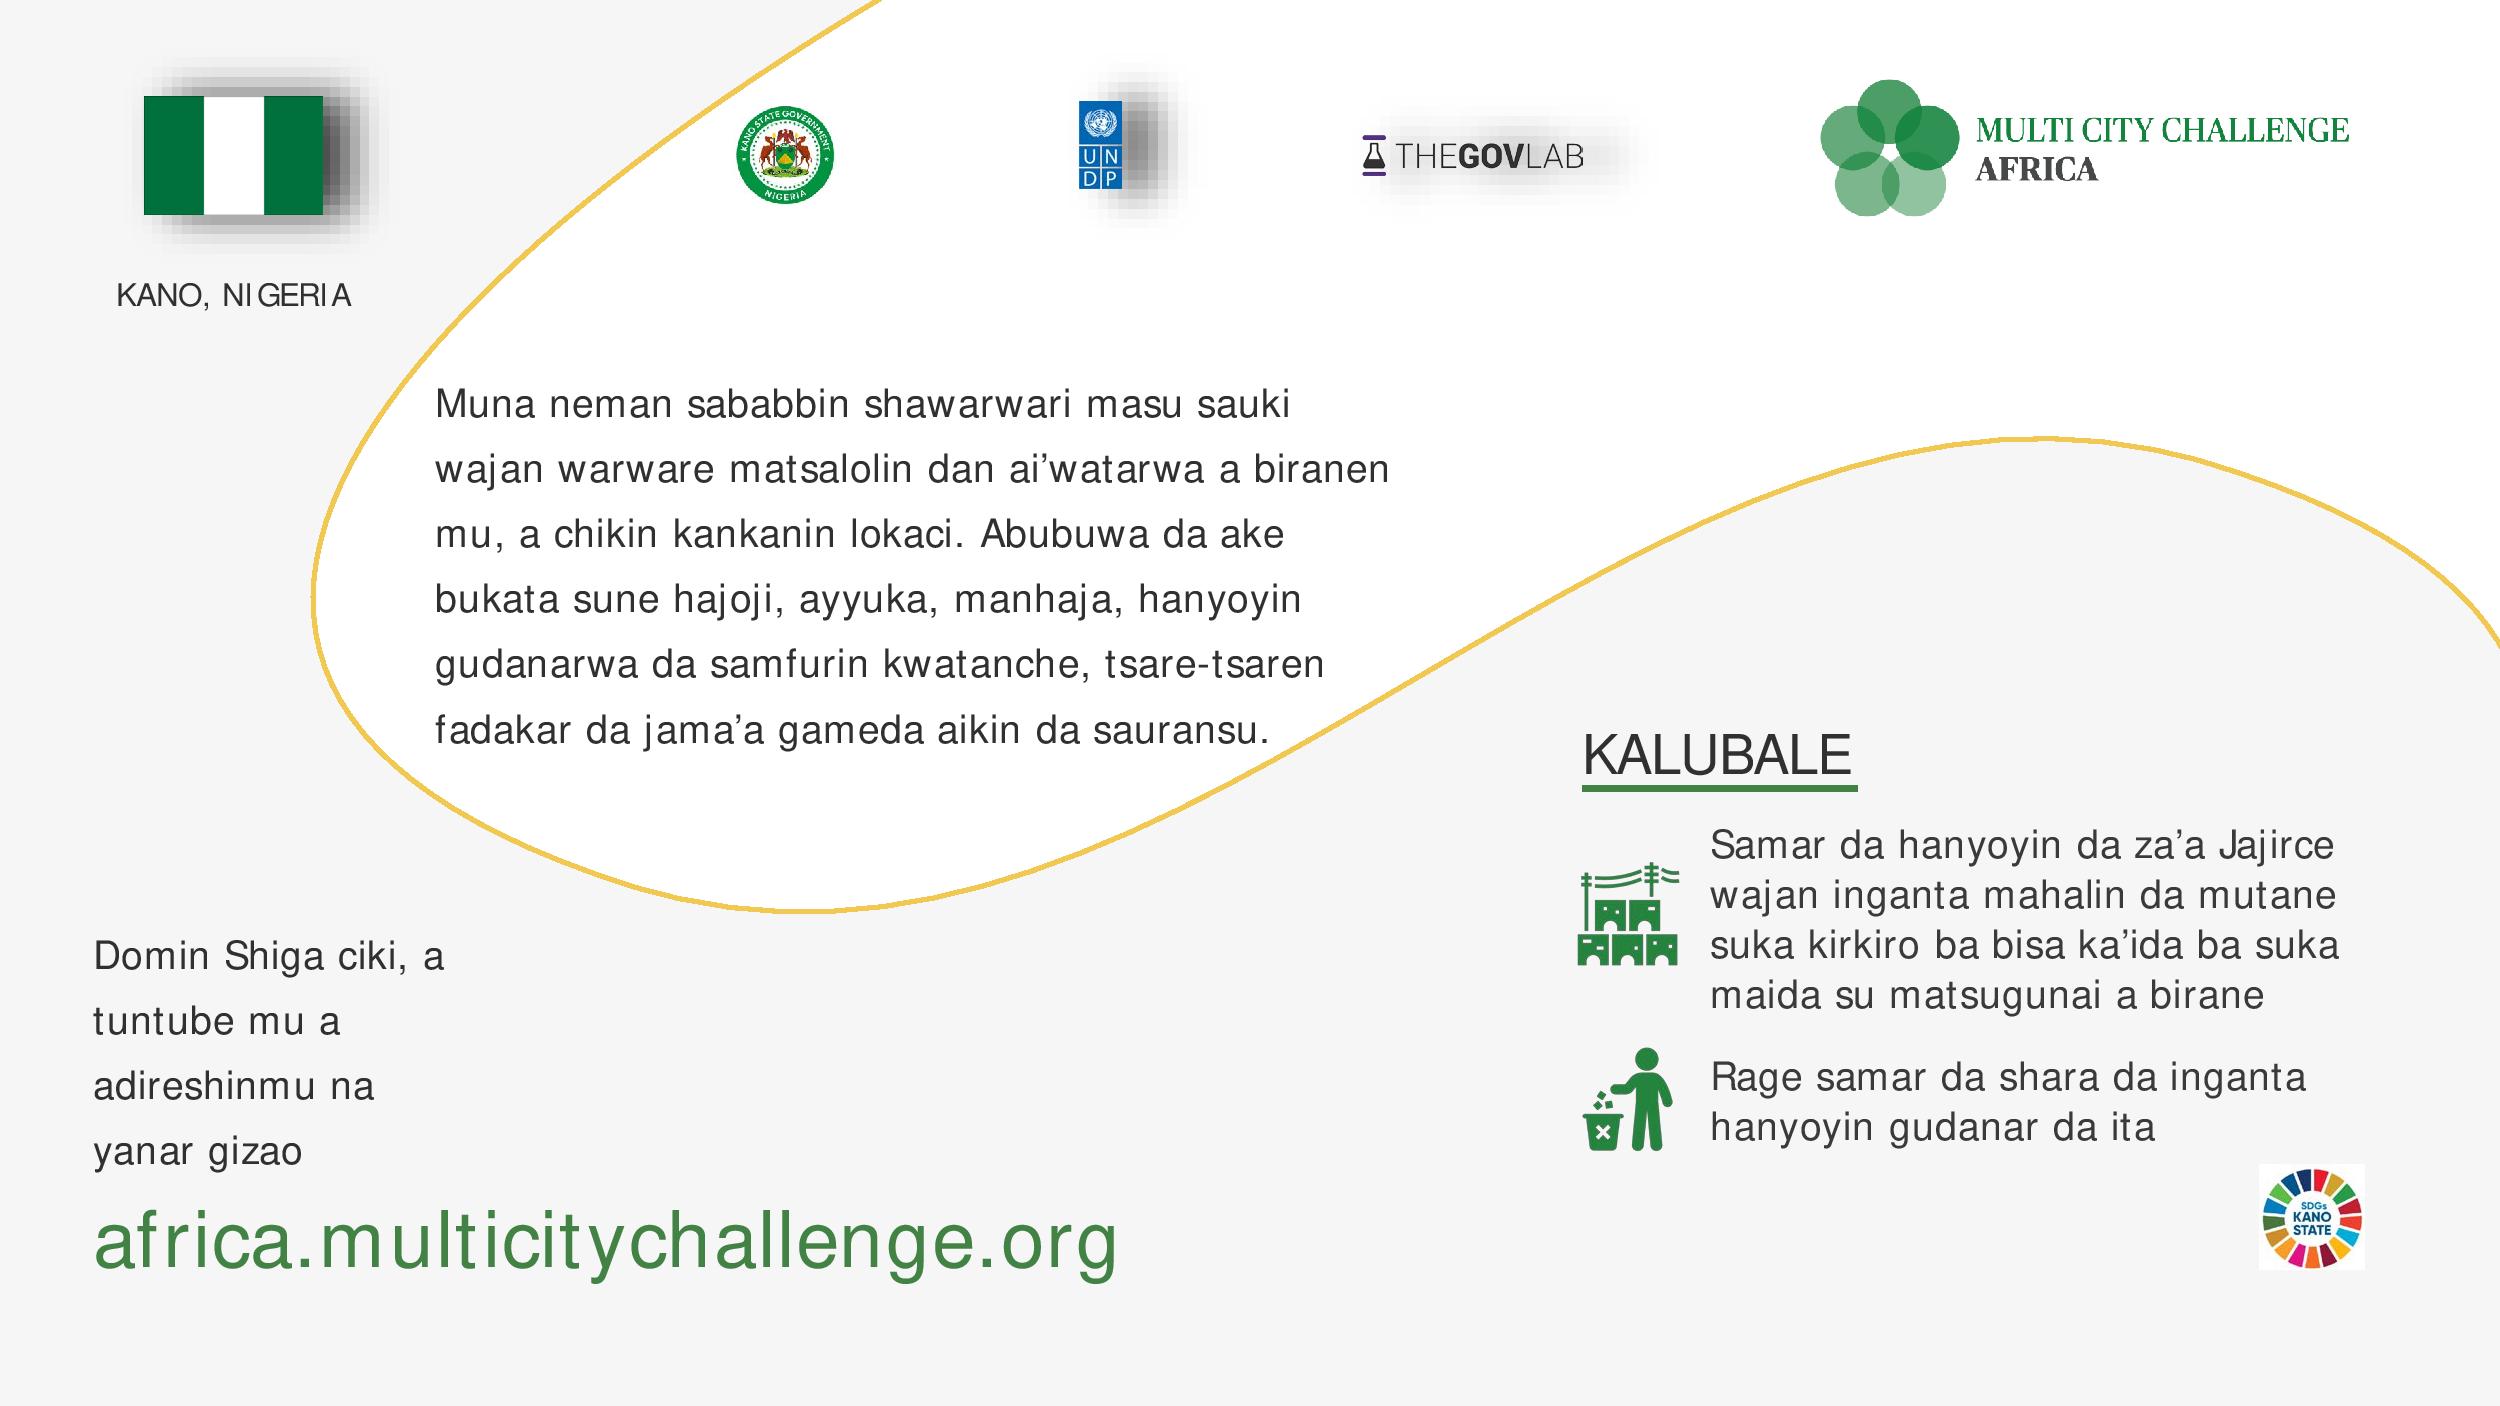 KANO, NIGERIA
KANO STATE GOVERNMENT
NIGERIA
UN
DP
THEGOVLAB
MULTI CITY CHALLENGE
AFRICA
Muna neman sababbin shawarwari masu sauki
wajan warware matsalolin dan ai’watarwa a biranen
mu, a chikin kankanin lokaci. Abubuwa da ake
bukata sune hajoji, ayyuka, manhaja, hanyoyin
gudanarwa da samfurin kwatanche, tsare-tsaren
fadakar da jama’a gameda aikin da sauransu.
KALUBALE
Samar da hanyoyin da za’a Jajirce
wajan inganta mahalin da mutane
suka kirkiro ba bisa ka’ida ba suka
maida su matsugunai a birane
Rage samar da shara da inganta
hanyoyin gudanar da ita
Domin Shiga ciki, a
tuntube mu a
adireshinmu na
yanar gizao
africa.multicitychallenge.org
SDGs
KANO
STATE